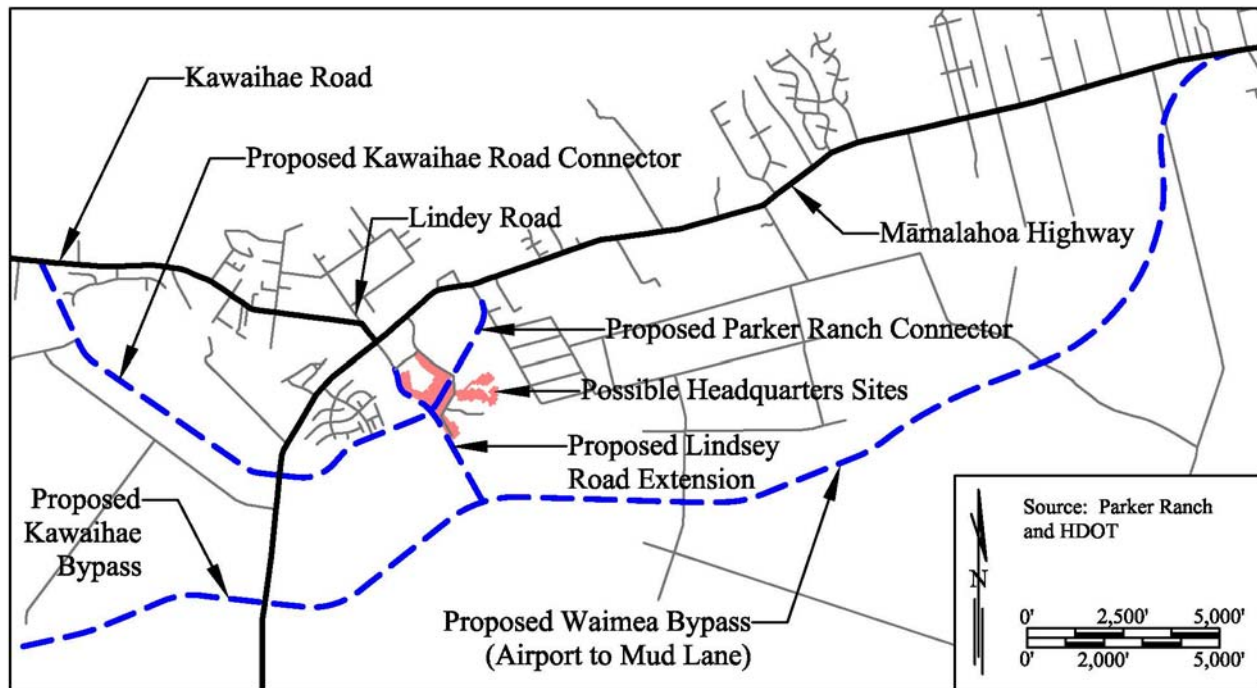 Kawaihae Road
Proposed Kawaihae Road Connector
Lindey Road
Māmalahoa Highway
Proposed Parker Ranch Connector
Possible Headquarters Sites
Proposed Lindsey
Road Extension
Proposed
Kawaihae
Bypass
Proposed Waimea Bypass
(Airport to Mud Lane)
Source: Parker Ranch
and HDOT
N
0' 2,500' 5,000'
0' 2,000' 5,000'